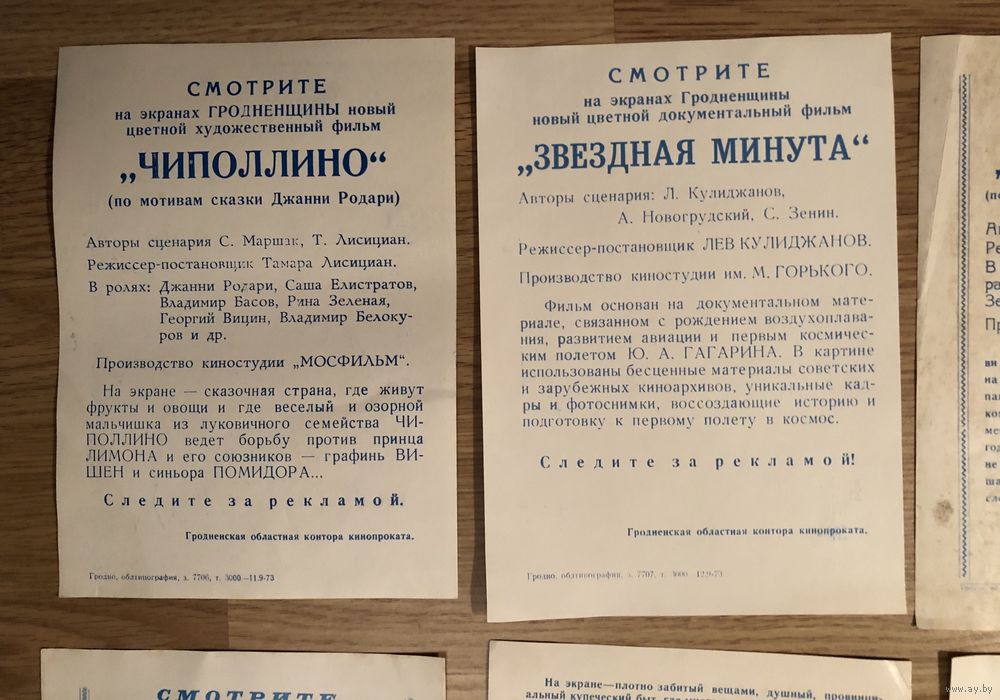 СМОТРИТЕ
на экранах ГРОДНЕНЩИНЫ новый
цветной художественный фильм
„ЧИПОЛЛИНО“
(по мотивам сказки Джанни Родари)
Авторы сценария С. Маршак, Т. Лисициан.
Режиссер-постановщик Тамара Лисициан.
В ролях: Джанни Родари, Саша Елистратов,
Владимир Басов, Рина Зеленая,
Георгий Вицин, Владимир Белоку-
ров и др.
Производство киностудии „МОСФИЛЬМ“.
На экране — сказочная страна, где живут
фрукты и овощи и где веселый и озорной
мальчишка из луковичного семейства ЧИ-
ПОЛЛИНО ведет борьбу против принца
ЛИМОНА и его союзников — графинь ВИ-
ШЕН и синьора ПОМИДОРА...
Следите за рекламой.
Гродненская областная контора кинопроката.
Гродно, облтипография, з. 7706, т. 3000 —11.9-73
СМОТРИТЕ
на экранах Гродненщины
новый цветной документальный фильм
„ЗВЕЗДНАЯ МИНУТА“
Авторы сценария: Л. Кулиджанов,
А. Новогрудский, С. Зенин.
Режиссер-постановщик ЛЕВ КУЛИДЖАНОВ.
Производство киностудии им. М. ГОРЬКОГО.
Фильм основан на документальном мате-
риале, связанном с рождением воздухоплава-
ния, развитием авиации и первым космичес-
ким полетом Ю. А. ГАГАРИНА. В картине
использованы бесценные материалы советских
и зарубежных киноархивов, уникальные кад-
ры и фотоснимки, воссоздающие историю и
подготовку к первому полету в космос.
Следите за рекламой!
Гродненская областная контора кинопроката.
Гродно, облтипография, з. 7707, т. 3000 12.9-73
СМОТРИТЕ
На экране—плотно забитый вещами, душный, провинци-
альный купеческий быт, где
www.ay.by